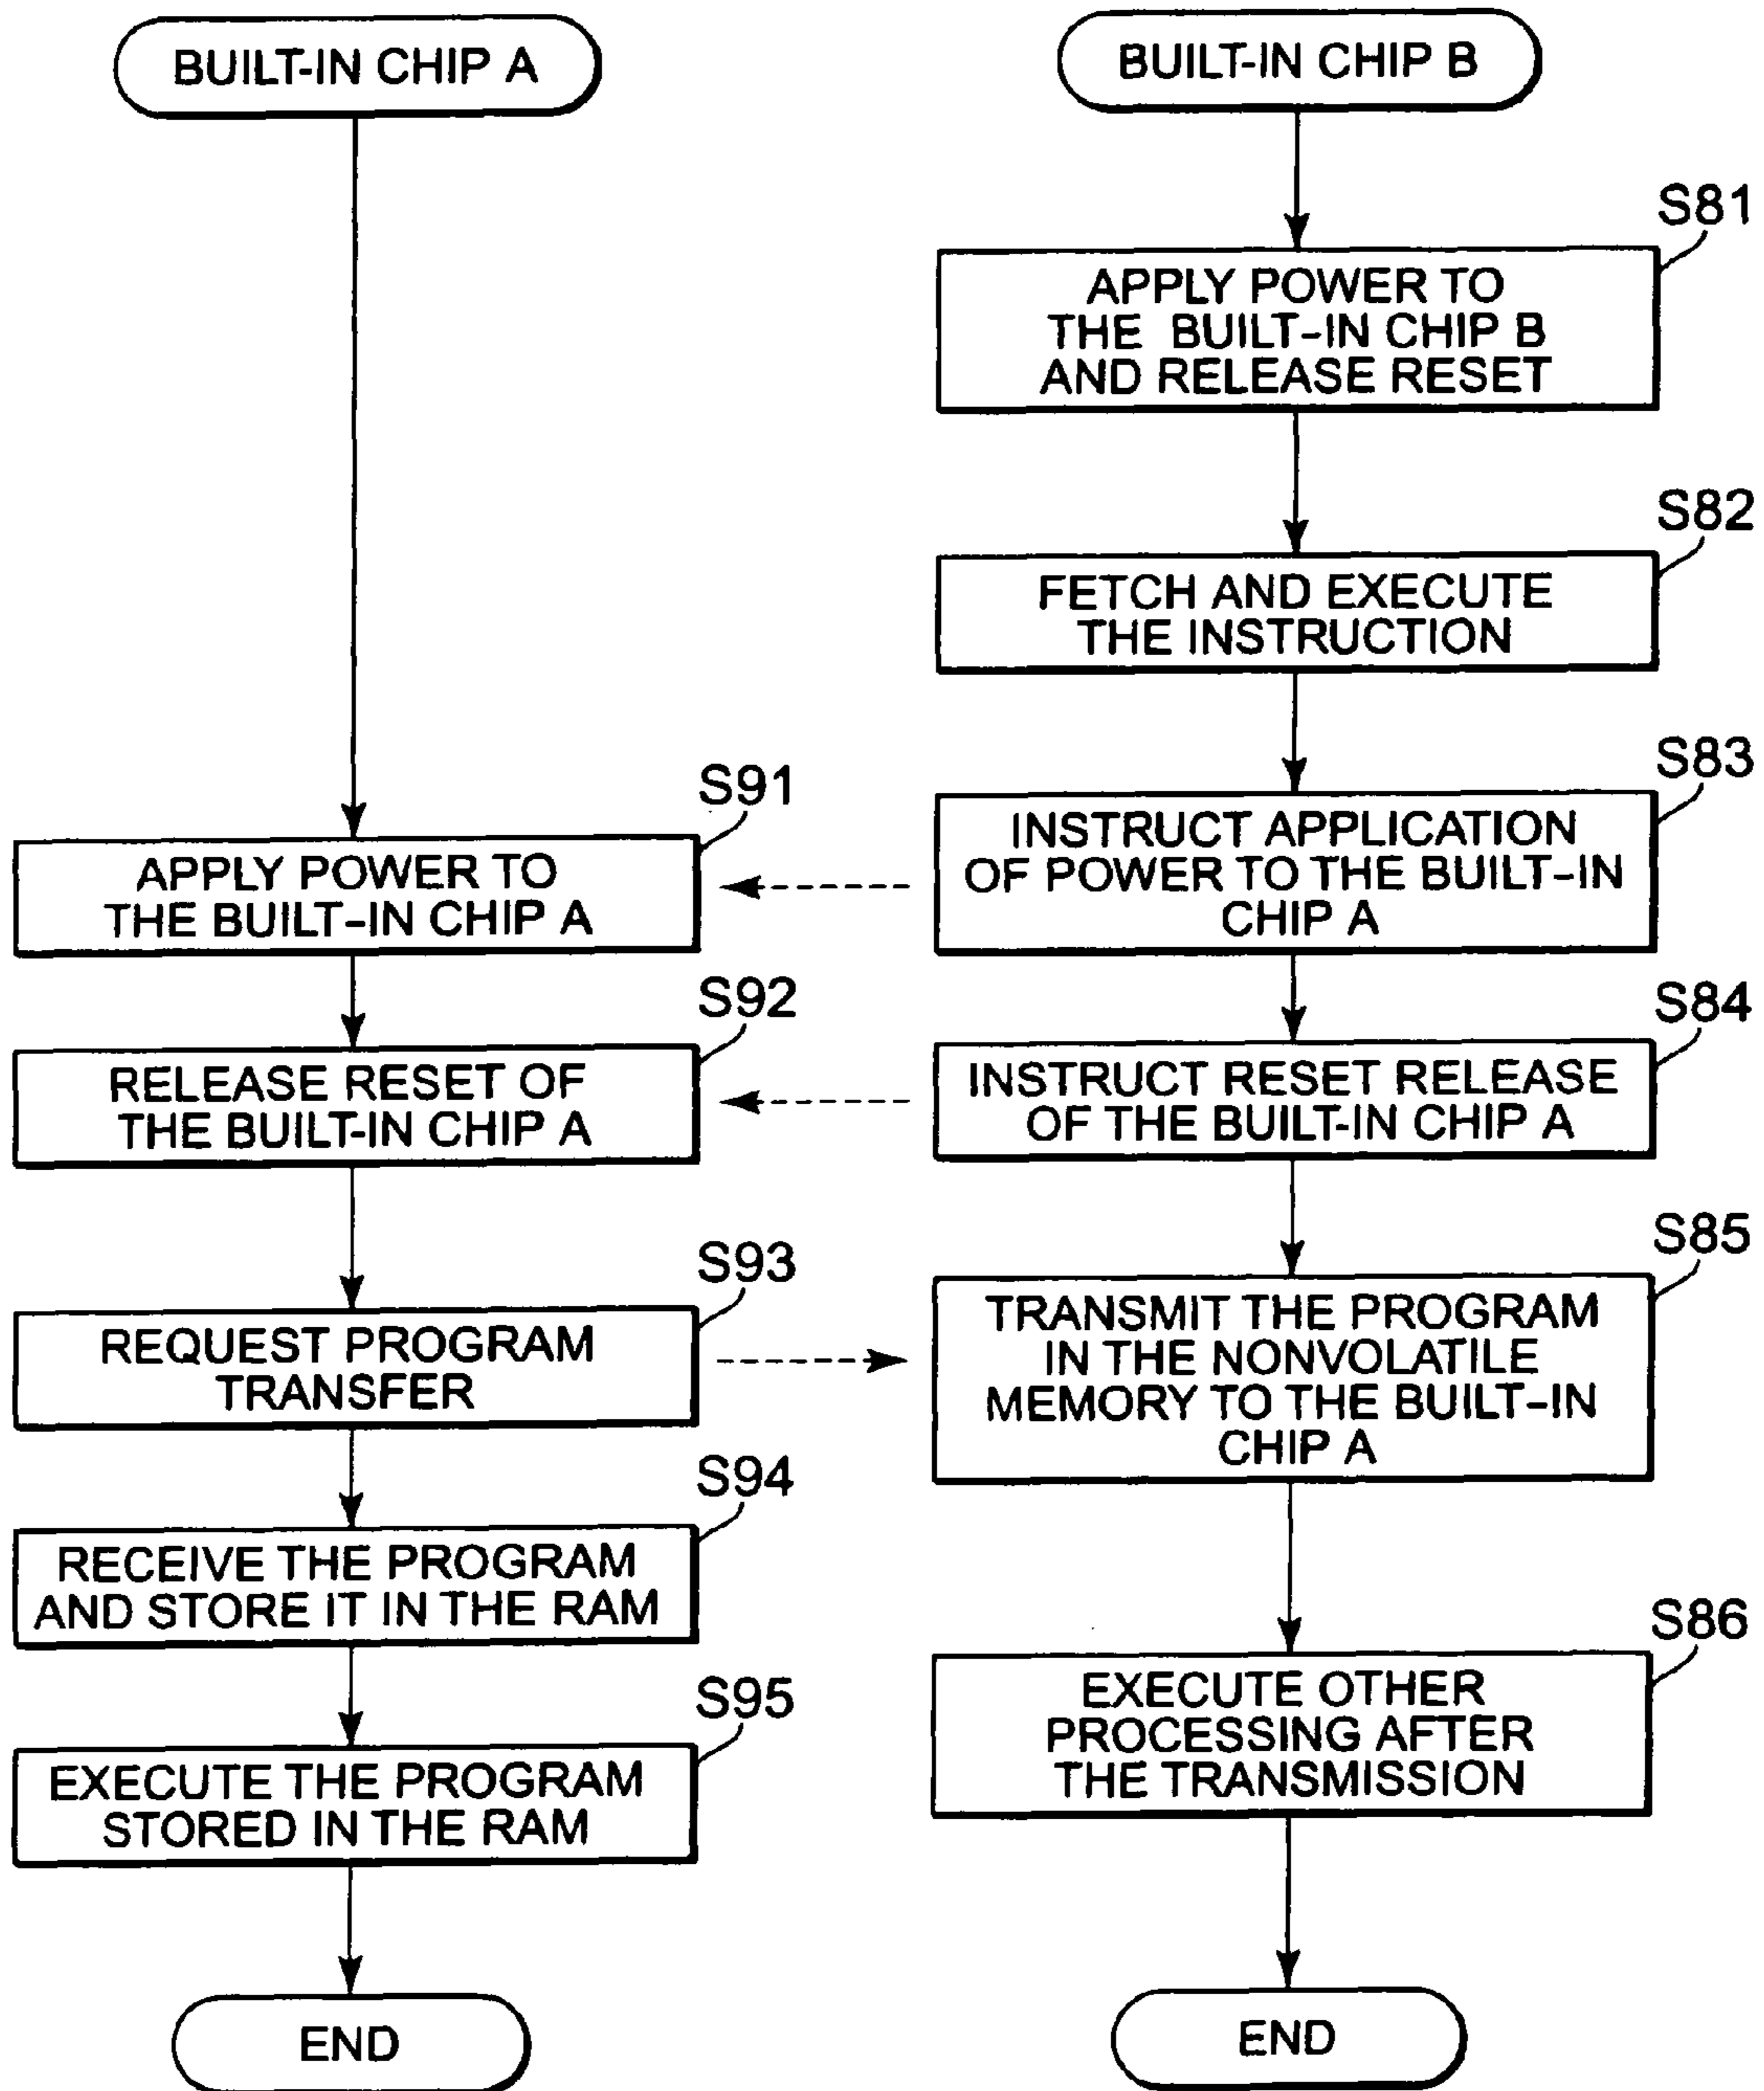 BUILT-IN CHIP A
S91
APPLY POWER TO
THE BUILT-IN CHIP A
S92
RELEASE RESET OF
THE BUILT-IN CHIP A
S93
REQUEST PROGRAM
TRANSFER
S94
RECEIVE THE PROGRAM
AND STORE IT IN THE RAM
S95
EXECUTE THE PROGRAM
STORED IN THE RAM
END
BUILT-IN CHIP B
S81
APPLY POWER TO
THE BUILT-IN CHIP B
AND RELEASE RESET
S82
FETCH AND EXECUTE
THE INSTRUCTION
S83
INSTRUCT APPLICATION
OF POWER TO THE BUILT-IN
CHIP A
S84
INSTRUCT RESET RELEASE
OF THE BUILT-IN CHIP A
S85
TRANSMIT THE PROGRAM
IN THE NONVOLATILE
MEMORY TO THE BUILT-IN
CHIP A
S86
EXECUTE OTHER
PROCESSING AFTER
THE TRANSMISSION
END